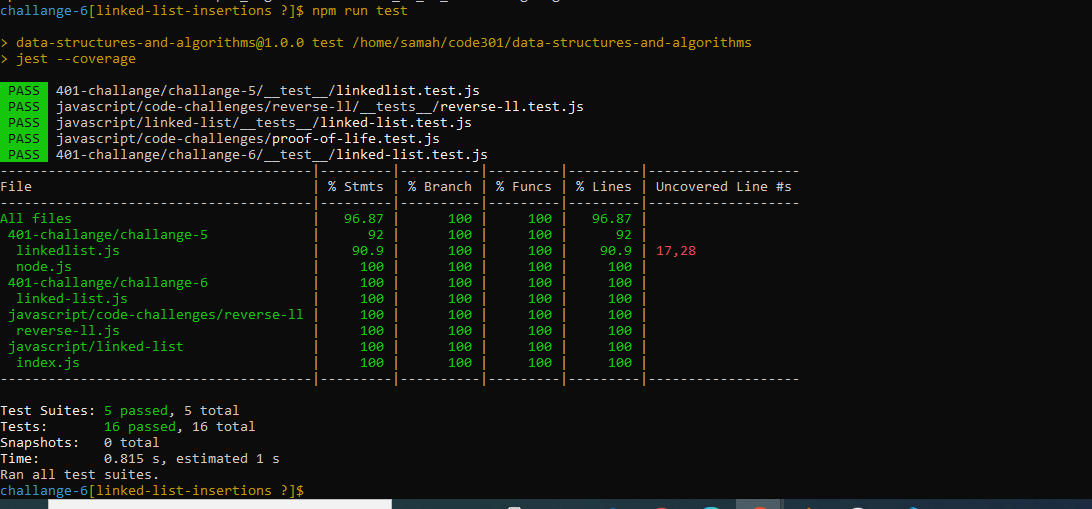 challange-6[linked-list-insertions ?]$ npm run test
> data-structures-and-algorithms@1.0.0 test /home/samah/code301/data-structures-and-algorithms
> jest --coverage
PASS 401-challange/challange-5/__test__/linkedlist.test.js
PASS javascript/code-challenges/reverse-ll/__tests__/reverse-ll.test.js
PASS javascript/linked-list/__tests__/linked-list.test.js
PASS javascript/code-challenges/proof-of-life.test.js
PASS 401-challange/challange-6/__test__/linked-list.test.js
---------------------------------------|---------|----------|---------|---------|-------------------
File | % Stmts | % Branch | % Funcs | % Lines | Uncovered Line #s
---------------------------------------|---------|----------|---------|---------|-------------------
All files | 96.87 | 100 | 100 | 96.87 |
401-challange/challange-5 | 92 | 100 | 100 | 92 |
linkedlist.js | 90.9 | 100 | 100 | 90.9 | 17,28
node.js | 100 | 100 | 100 | 100 |
401-challange/challange-6 | 100 | 100 | 100 | 100 |
linked-list.js | 100 | 100 | 100 | 100 |
javascript/code-challenges/reverse-ll | 100 | 100 | 100 | 100 |
reverse-ll.js | 100 | 100 | 100 | 100 |
javascript/linked-list | 100 | 100 | 100 | 100 |
index.js | 100 | 100 | 100 | 100 |
---------------------------------------|---------|----------|---------|---------|-------------------
Test Suites: 5 passed, 5 total
Tests: 16 passed, 16 total
Snapshots: 0 total
Time: 0.815 s, estimated 1 s
Ran all test suites.
challange-6[linked-list-insertions ?]$